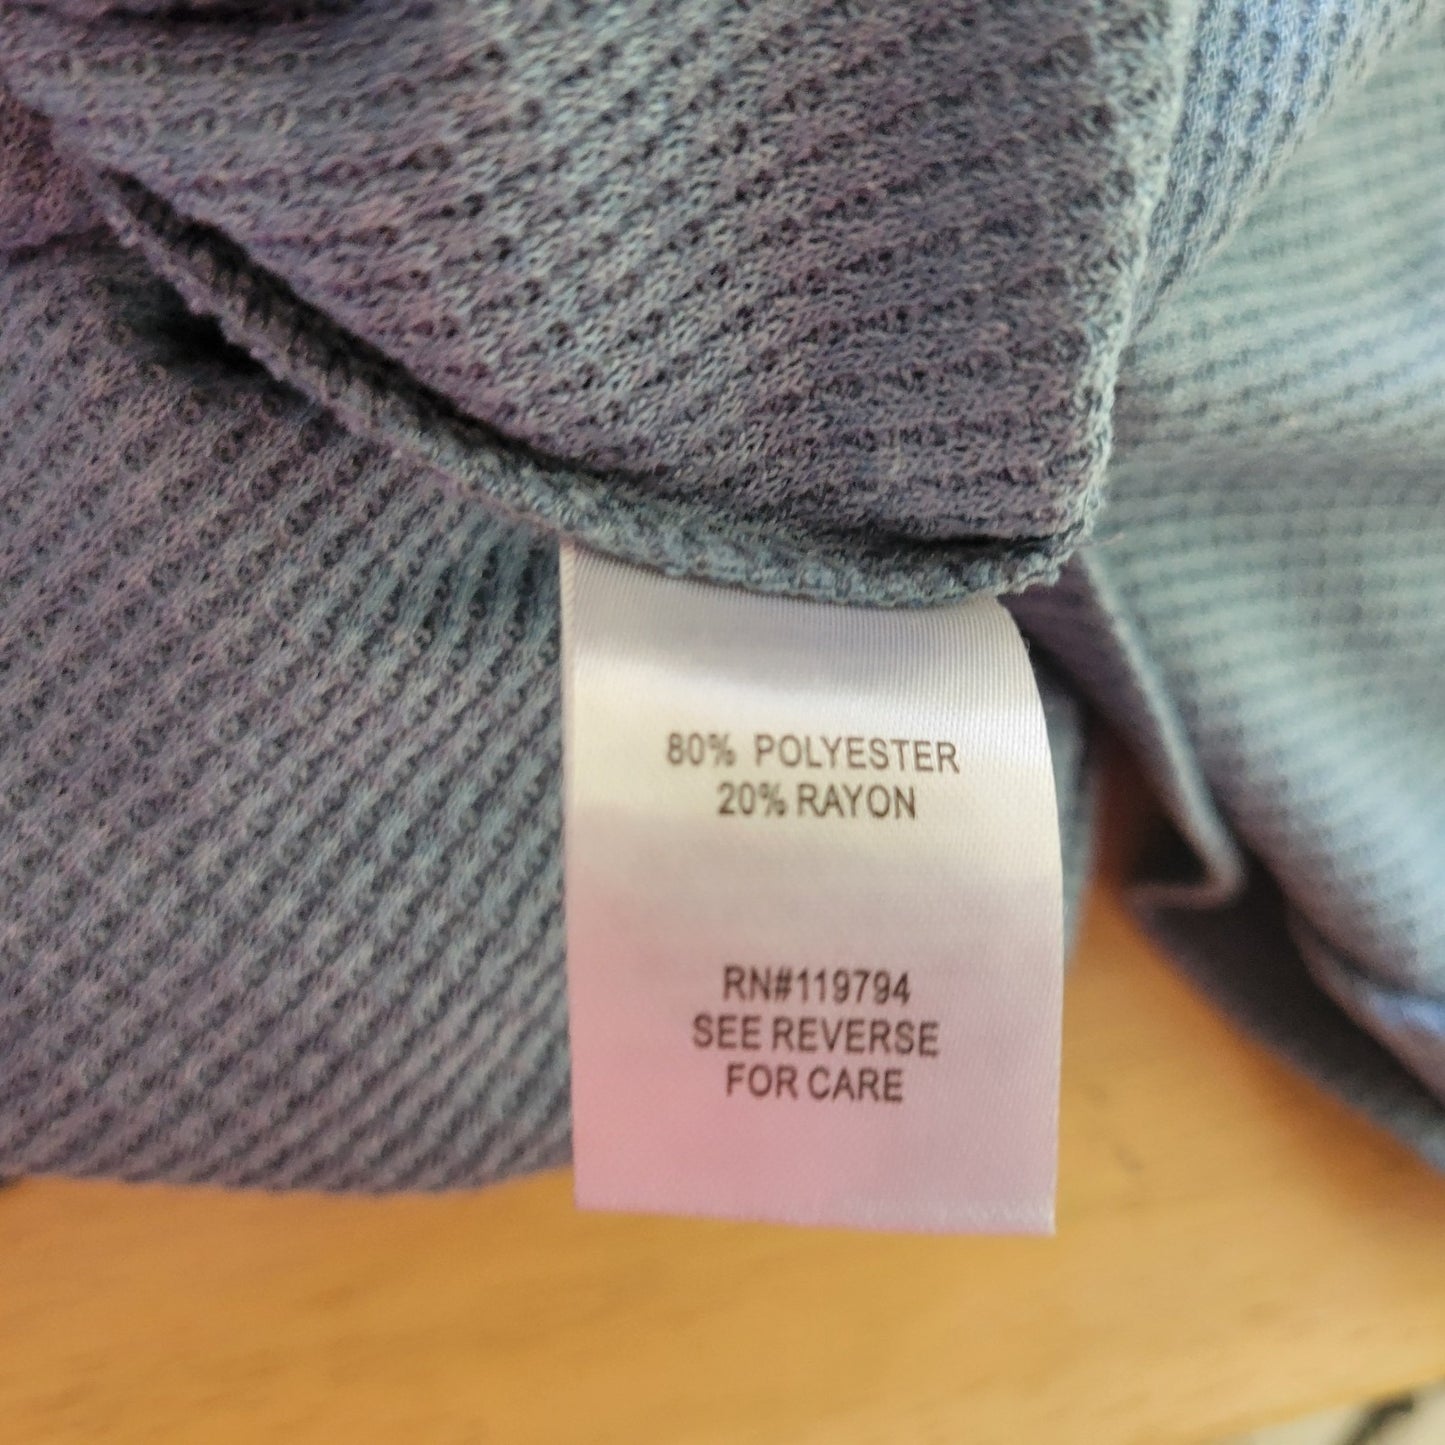 80% POLYESTER
20% RAYON
RN#119794
SEE REVERSE
FOR CARE